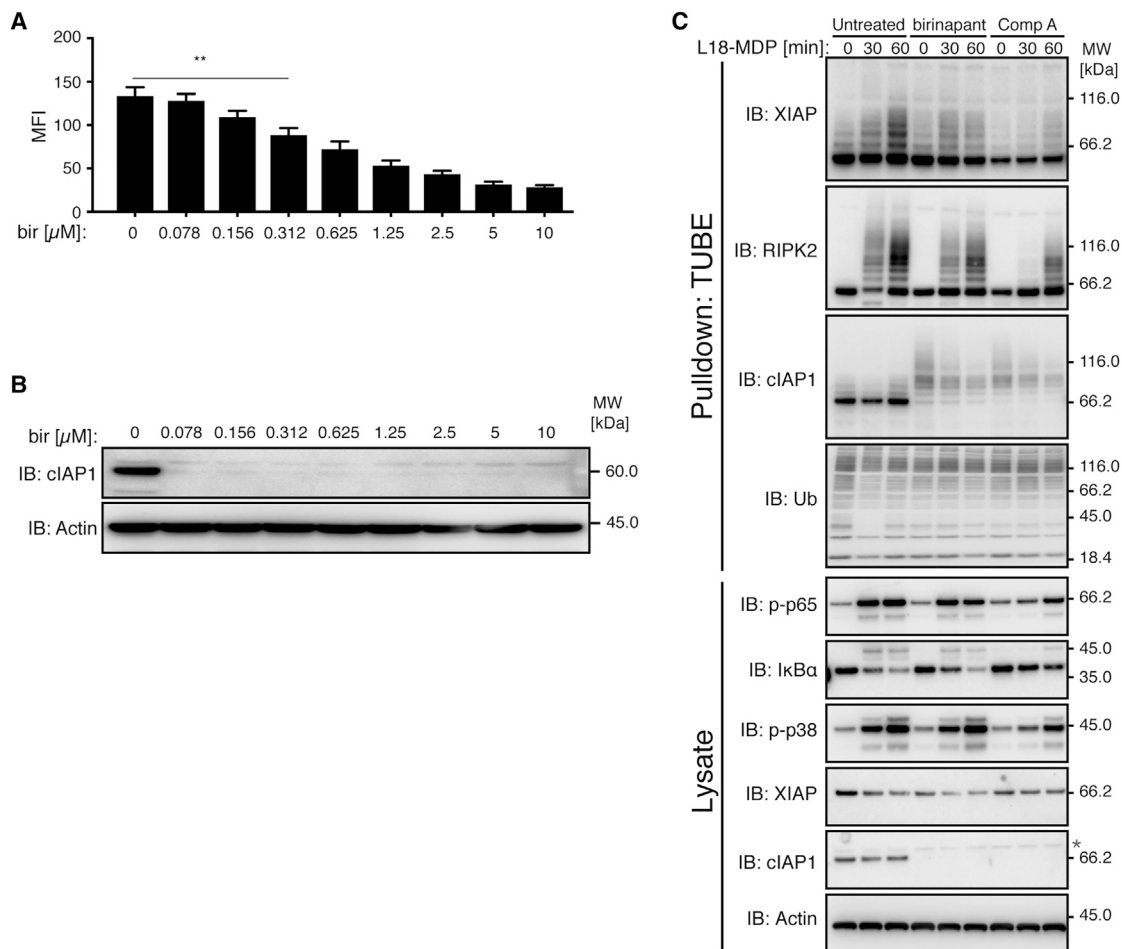 A
200
150
100
50
0
MFI
**
bir [µM]:
0 0.078 0.156 0.312 0.625 1.25 2.5 5 10
B
MW
[kDa]
bir [µM]: 0 0.078 0.156 0.312 0.625 1.25 2.5 5 10
IB: cIAP1 60.0
IB: Actin 45.0
C
Untreated birinapant Comp A
L18-MDP [min]: 0 30 60 0 30 60 0 30 60 MW
[kDa]
Pulldown: TUBE
IB: XIAP
116.0
66.2
IB: RIPK2
116.0
66.2
IB: cIAP1
116.0
66.2
IB: Ub
116.0
66.2
45.0
18.4
Lysate
IB: p-p65 66.2
IB: IκBα
45.0
35.0
IB: p-p38 45.0
IB: XIAP 66.2
IB: cIAP1
*
66.2
IB: Actin 45.0